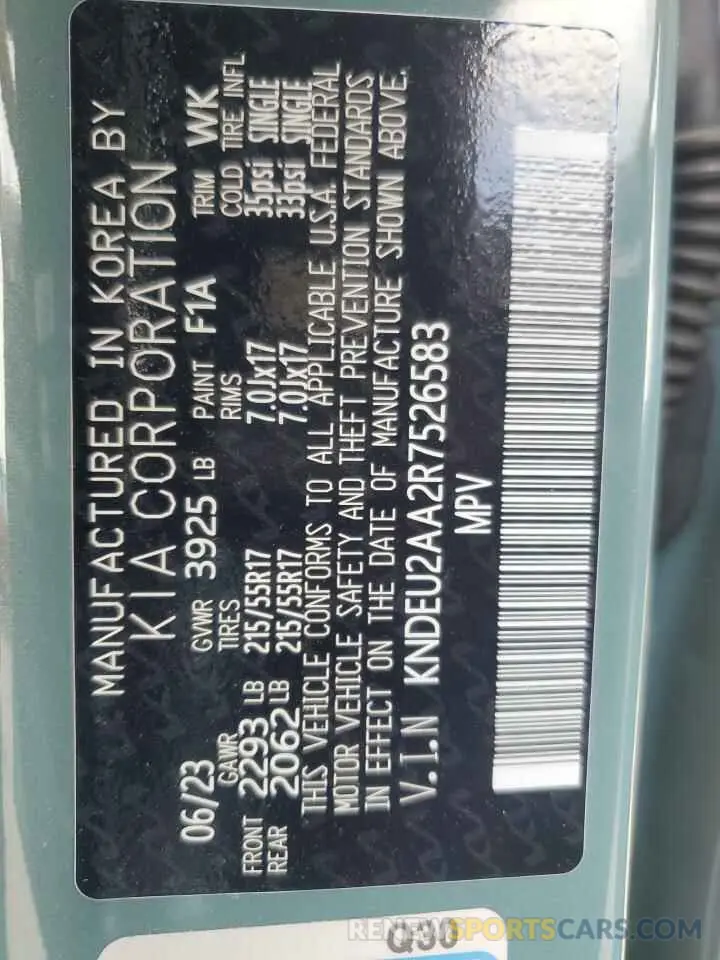 MANUFACTURED IN KOREA BY
KIA CORPORATION
06/23 GVWR 3925 LB PAINT F1A TRIM WK
GAWR TIRES RIMS COLD TIRE INFL
FRONT 2293 LB 215/55R17 7.0Jx17 35psi SINGLE
REAR 2062 LB 215/55R17 7.0Jx17 33psi SINGLE
THIS VEHICLE CONFORMS TO ALL APPLICABLE U.S.A. FEDERAL
MOTOR VEHICLE SAFETY AND THEFT PREVENTION STANDARDS
IN EFFECT ON THE DATE OF MANUFACTURE SHOWN ABOVE.
V.I.N KNDEU2AA2R7526583
MPV
Q30
RENEWSPORTSCARS.COM